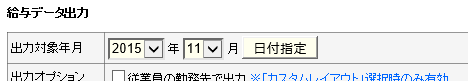 給与データ出力
出力対象年月 2015 年 11 月 日付指定
出力オプション 従業員の勤務先で出力 ※「カスタムレイアウト」選択時のみ有効